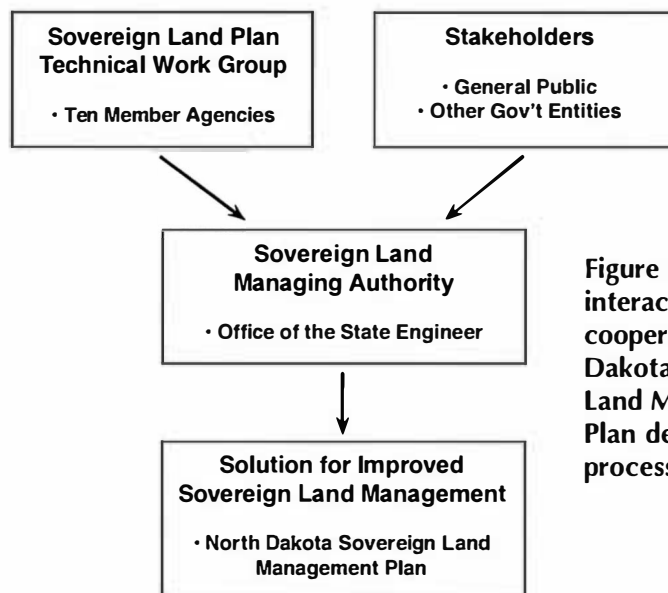 Sovereign Land Plan
Technical Work Group
• Ten Member Agencies
Stakeholders
• General Public
• Other Gov't Entities
Sovereign Land
Managing Authority
• Office of the State Engineer
Solution for Improved
Sovereign Land Management
• North Dakota Sovereign Land
Management Plan
Figure
interac
cooper
Dakota
Land M
Plan de
process